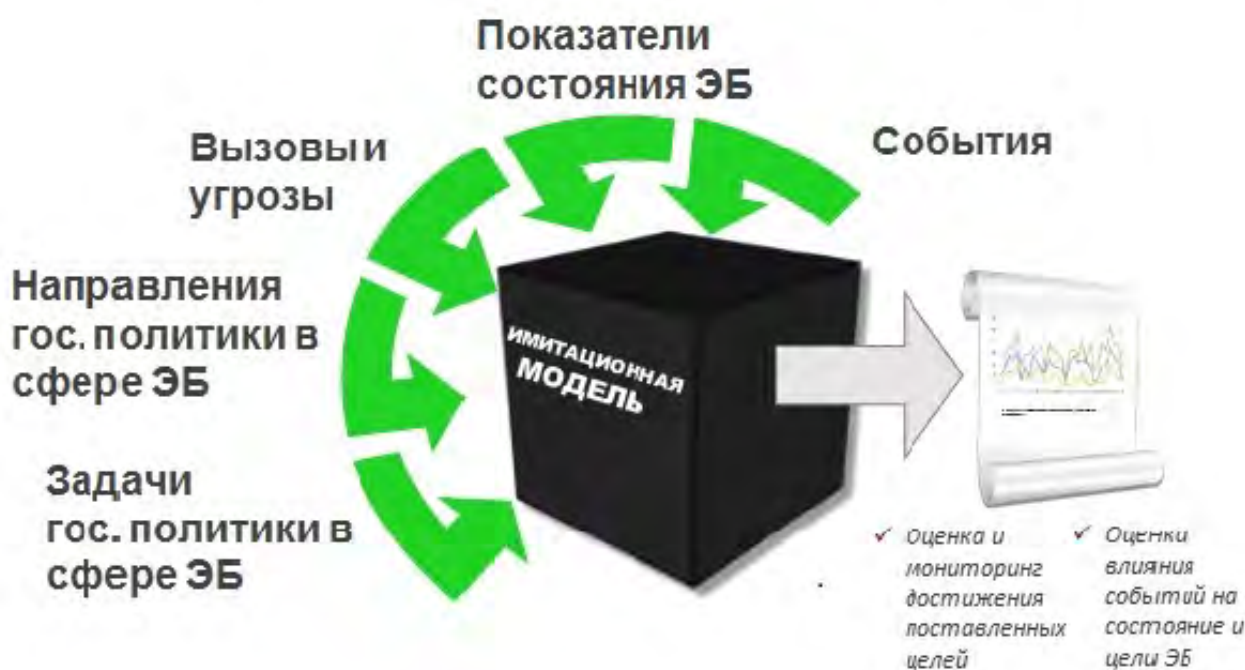 Показатели
состояния ЭБ
События
Вызовы и
угрозы
Направления
гос. политики в
сфере ЭБ
Задачи
гос. политики в
сфере ЭБ
ИМИТАЦИОННАЯ
МОДЕЛЬ
✓ Оценка и
мониторинг
достижения
поставленных
целей
✓ Оценки
влияния
событий на
состояние и
цели ЭБ